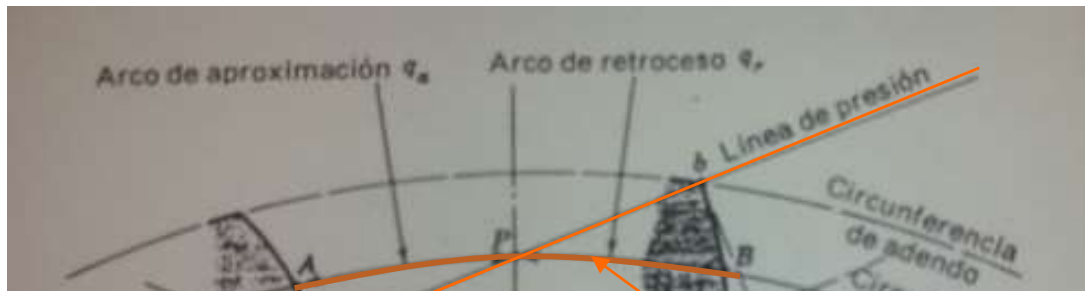 Arco de aproximación qₐ
Arco de retroceso qᵣ
Línea de presión
b
Circunferencia
de adendo
P
A
B